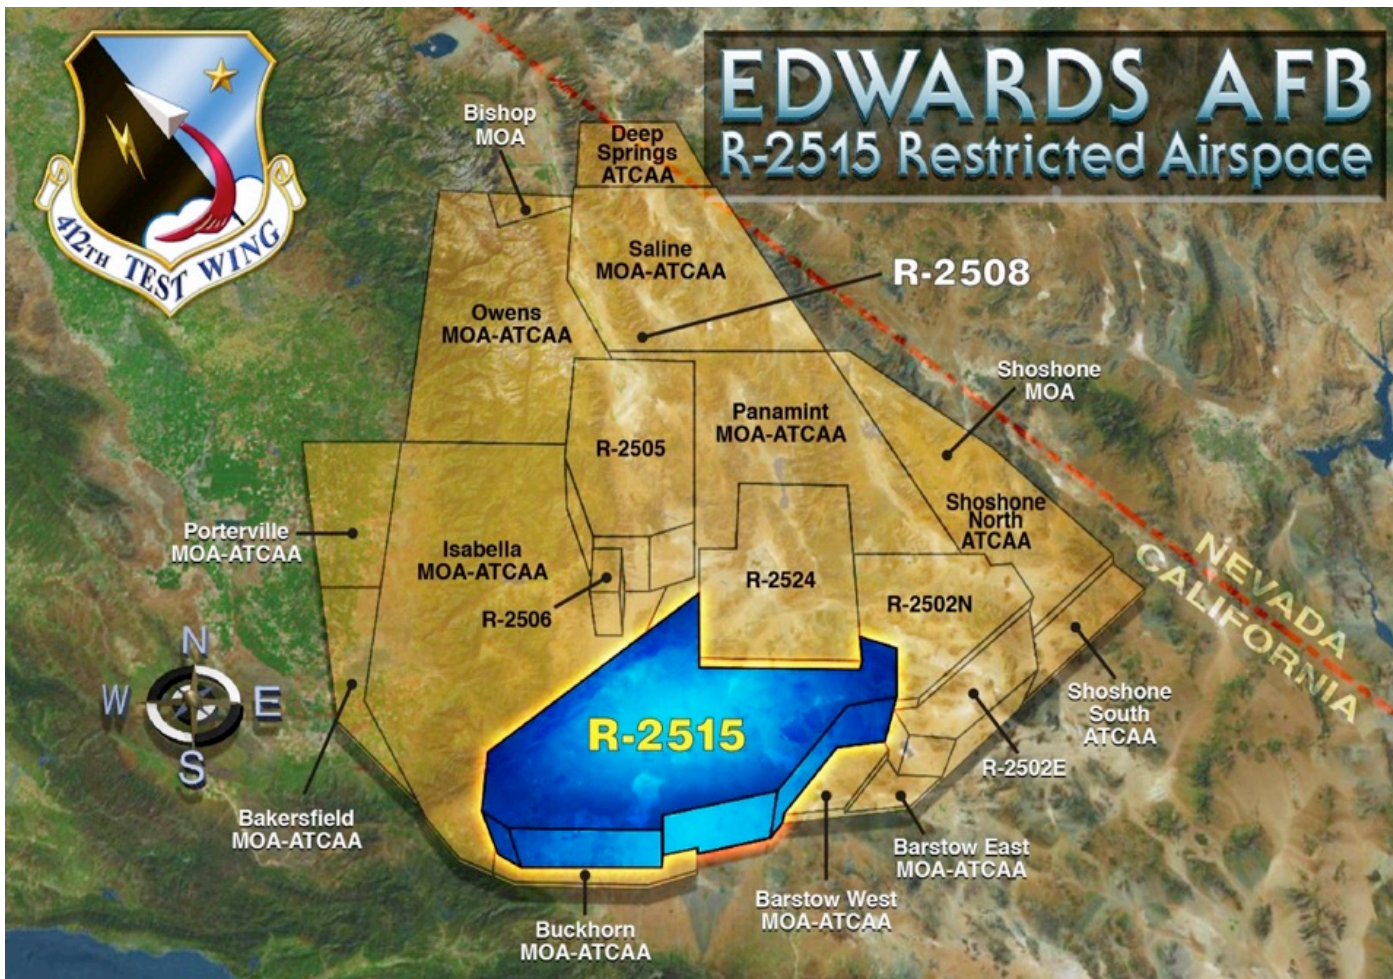 EDWARDS AFB
R-2515 Restricted Airspace
412TH TEST WING
Bishop
MOA
Deep
Springs
ATCAA
Saline
MOA-ATCAA
R-2508
Owens
MOA-ATCAA
Shoshone
MOA
Panamint
MOA-ATCAA
R-2505
Shoshone
North
ATCAA
Porterville
MOA-ATCAA
Isabella
MOA-ATCAA
R-2524
NEVADA
CALIFORNIA
R-2506
R-2502N
N
W
E
S
R-2515
Shoshone
South
ATCAA
R-2502E
Bakersfield
MOA-ATCAA
Barstow East
MOA-ATCAA
Barstow West
MOA-ATCAA
Buckhorn
MOA-ATCAA